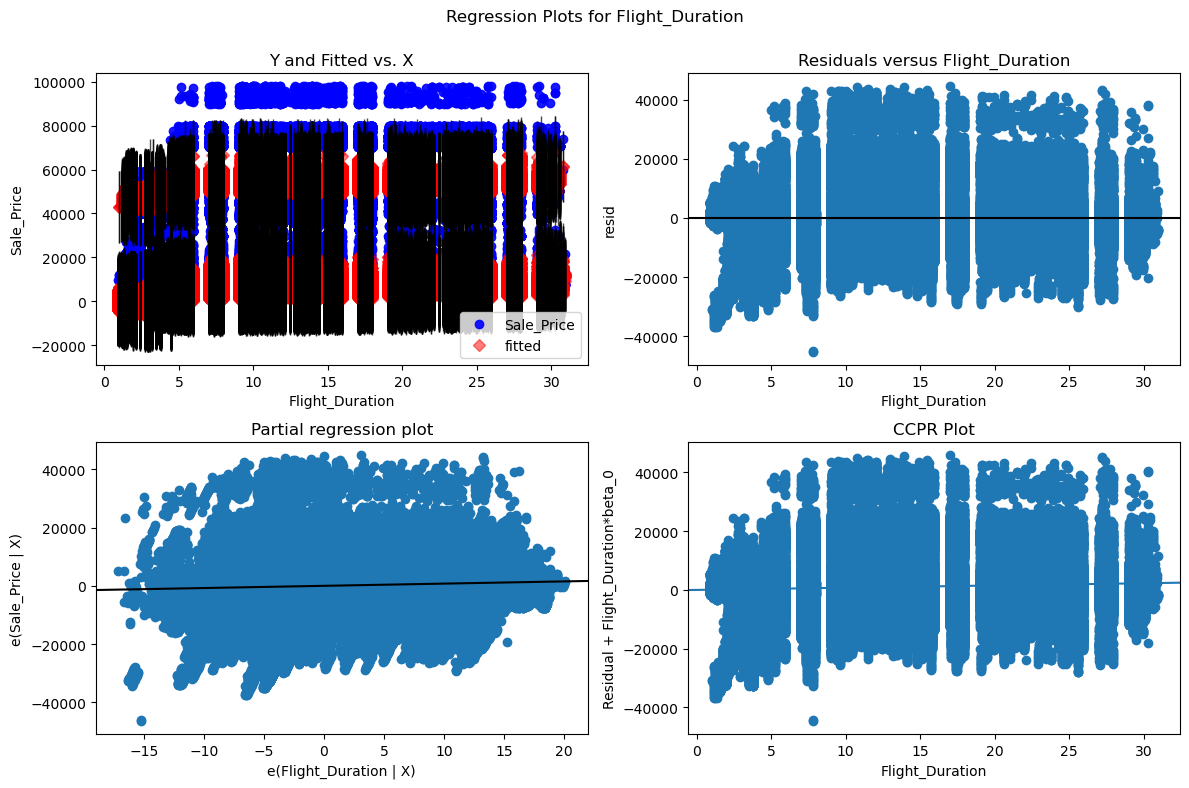 Regression Plots for Flight_Duration
Y and Fitted vs. X
Sale_Price
100000
80000
60000
40000
20000
0
−20000
0 5 10 15 20 25 30
Flight_Duration
Sale_Price
fitted
Residuals versus Flight_Duration
resid
40000
20000
0
−20000
−40000
0 5 10 15 20 25 30
Flight_Duration
Partial regression plot
e(Sale_Price | X)
40000
20000
0
−20000
−40000
−15 −10 −5 0 5 10 15 20
e(Flight_Duration | X)
CCPR Plot
Residual + Flight_Duration*beta_0
40000
20000
0
−20000
−40000
0 5 10 15 20 25 30
Flight_Duration